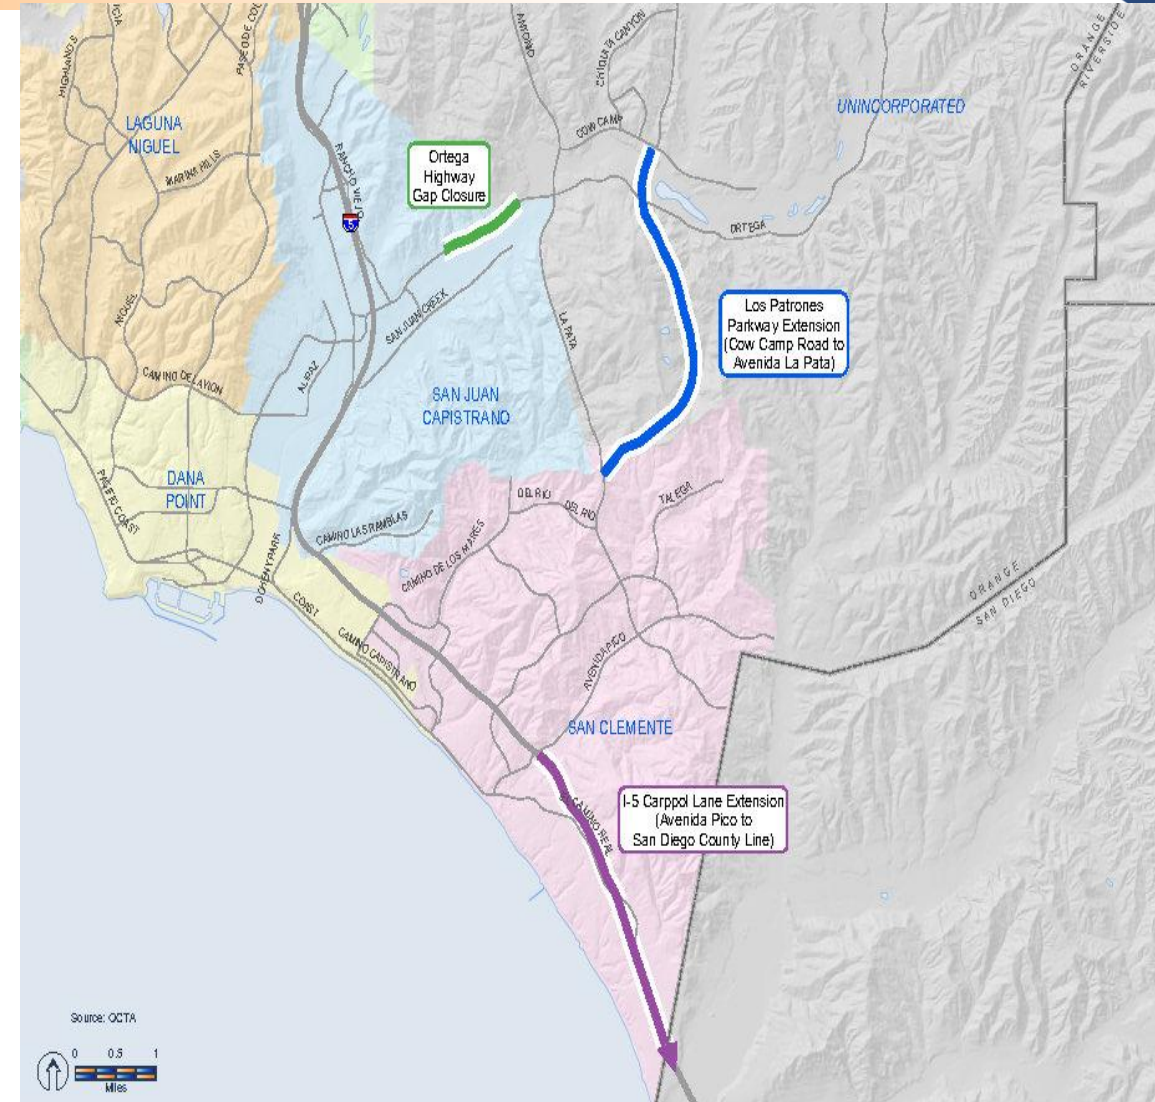 HIGHLANDS
PASEO DE COL
ANTONIO
CHIQUITA CANYON
ORANGE
RIVERSIDE
UNINCORPORATED
LAGUNA
NIGUEL
COW CAMP
RANCHO VIEJO
MARINA HILLS
Ortega
Highway
Gap Closure
5
ORTEGA
NIGUEL
SAN JUAN CREEK
LA PATA
Los Patrones
Parkway Extension
(Cow Camp Road to
Avenida La Pata)
CAMINO DEL AVION
ALIPAZ
SAN JUAN
CAPISTRANO
DANA
POINT
PACIFIC COAST
DEL RIO
DEL RIO
TALEGA
CAMINO LAS RAMBLAS
CAMINO DE LOS MARES
DOHENY PARK
ORANGE
SAN DIEGO
COAST
CAMINO CAPISTRANO
AVENIDA PICO
SAN CLEMENTE
I-5 Carppol Lane Extension
(Avenida Pico to
San Diego County Line)
CAMINO REAL
Source: OCTA
0 0.5 1
Miles